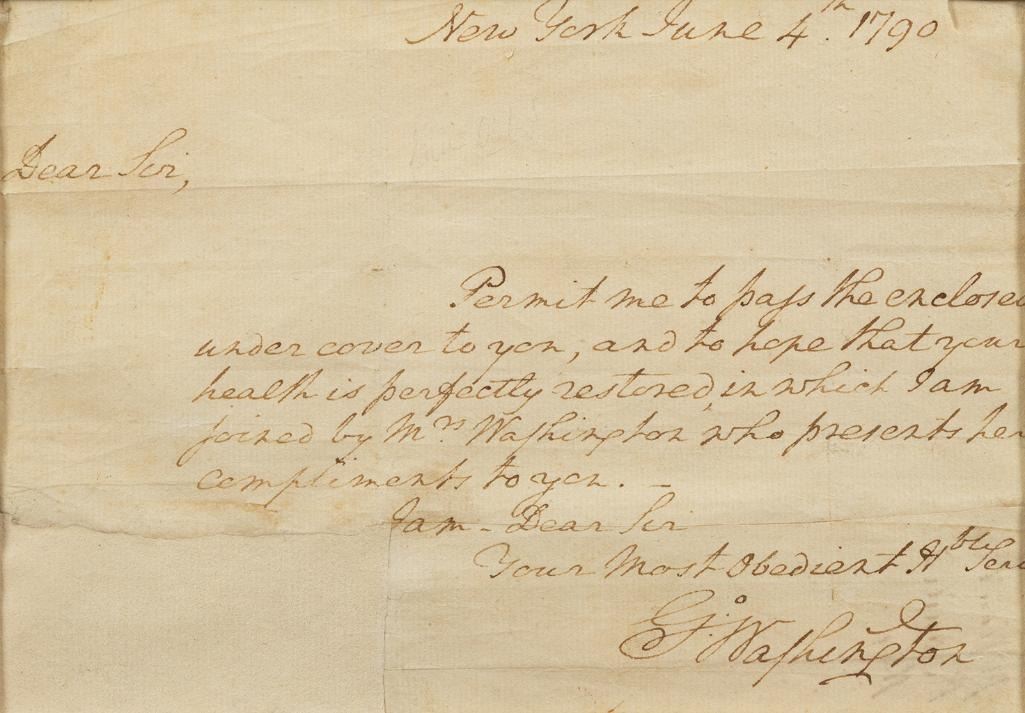 New York June 4th. 1790
Dear Sir,
Permit me to pass the enclosed
under cover to you, and to hope that your
health is perfectly restored, in which I am
joined by Mrs Washington who presents her
compliments to you. –
I am – Dear Sir
Your Most Obedient Hble Serv
Go: Washington